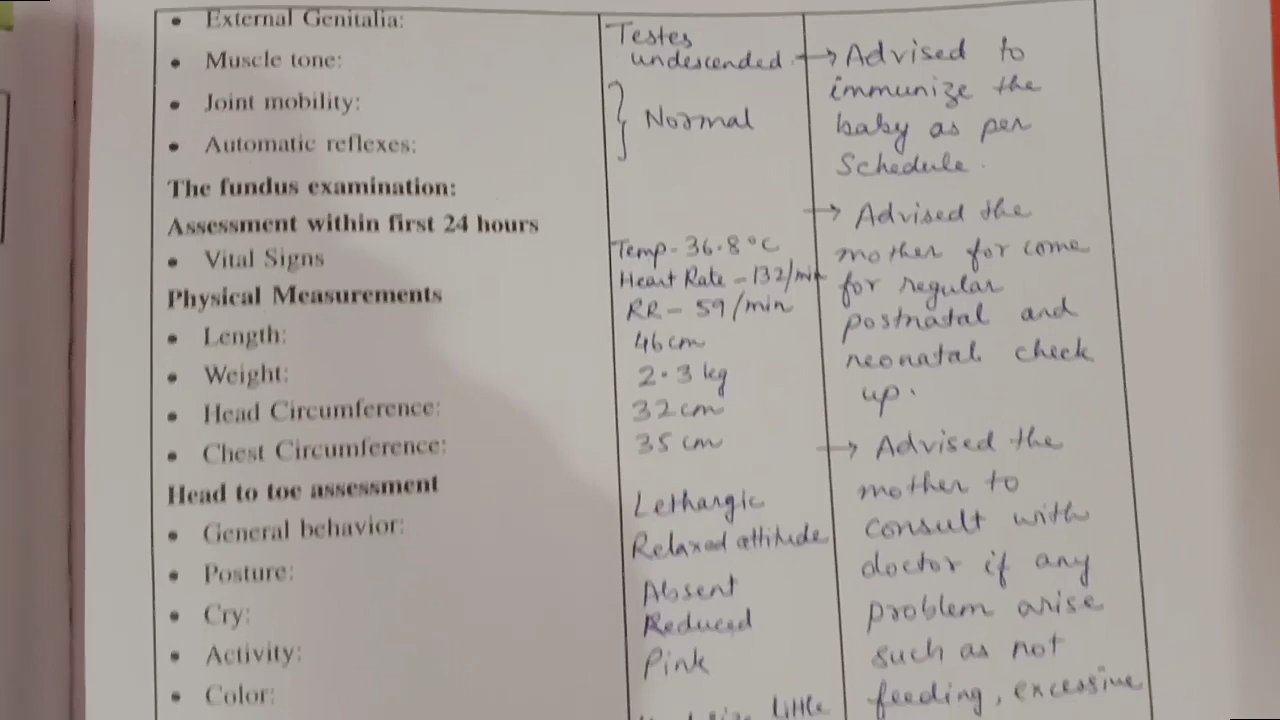 • External Genitalia:
• Muscle tone:
• Joint mobility:
• Automatic reflexes:
The fundus examination:
Assessment within first 24 hours
• Vital Signs
Physical Measurements
• Length:
• Weight:
• Head Circumference:
• Chest Circumference:
Head to toe assessment
• General behavior:
• Posture:
• Cry:
• Activity:
• Color:
Testes
undescended
Normal
Temp - 36.8°C
Heart Rate - 132/min
RR - 59/min
46 cm
2.3 kg
32 cm
35 cm
Lethargic
Relaxed attitude
Absent
Reduced
Pink
little
→ Advised to
immunize the
baby as per
Schedule.
→ Advised the
mother for come
for regular
postnatal and
neonatal check
up.
→ Advised the
mother to
consult with
doctor if any
problem arise
such as not
feeding, excessive